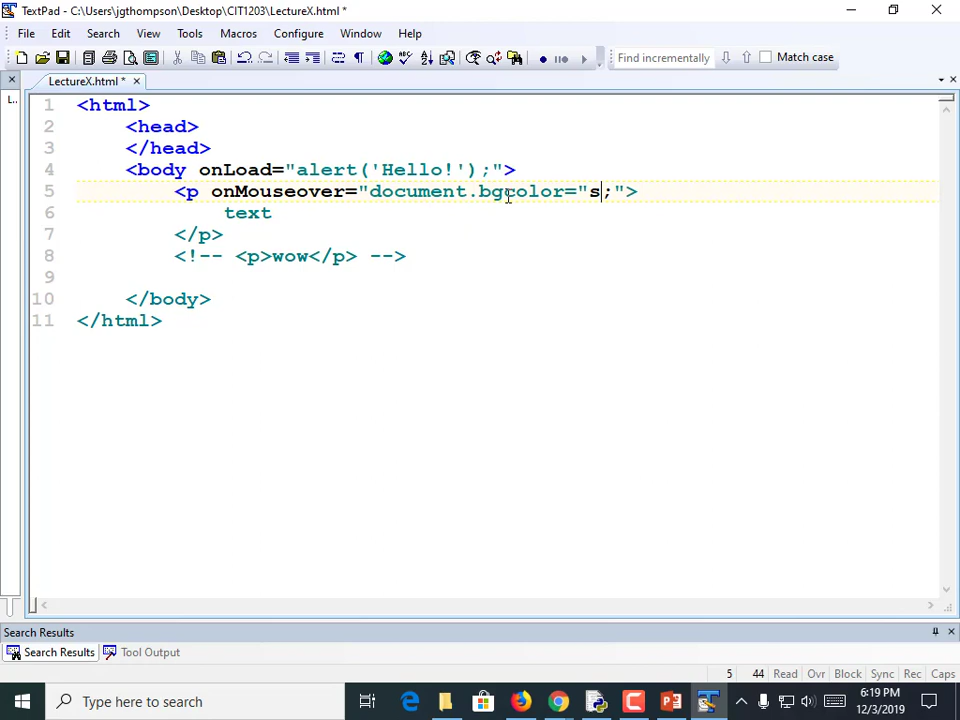 TextPad - C:\Users\jgthompson\Desktop\CIT1203\LectureX.html *
File Edit Search View Tools Macros Configure Window Help
Find incrementally Match case
LectureX.html *
L..
1 <html>
2 <head>
3 </head>
4 <body onLoad="alert('Hello!');">
5 <p onMouseover="document.bgcolor="s;">
6 text
7 </p>
8 <!-- <p>wow</p> -->
9
10 </body>
11 </html>
Search Results
Search Results Tool Output
5 44 Read Ovr Block Sync Rec Caps
Type here to search
6:19 PM
12/3/2019